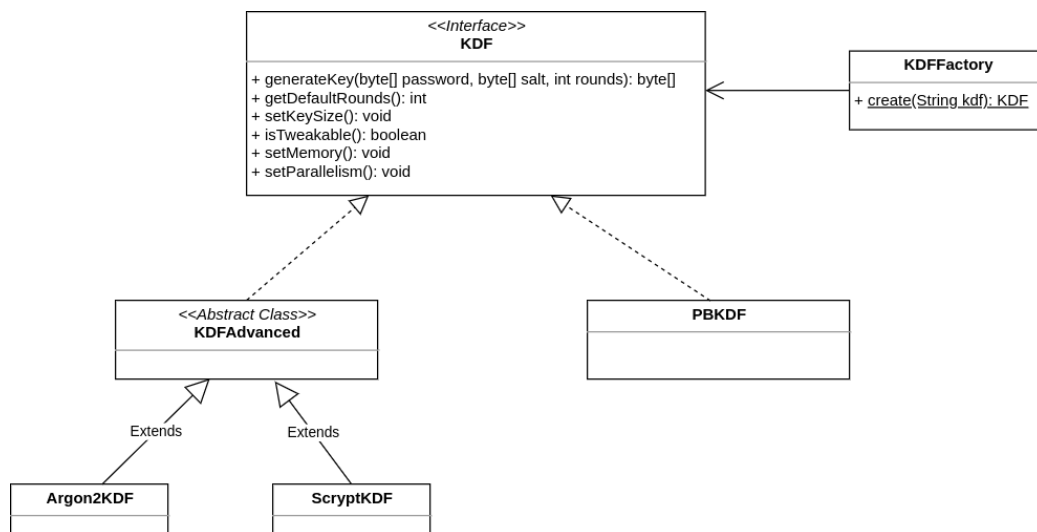 <<Interface>>
KDF
+ generateKey(byte[] password, byte[] salt, int rounds): byte[]
+ getDefaultRounds(): int
+ setKeySize(): void
+ isTweakable(): boolean
+ setMemory(): void
+ setParallelism(): void
KDFFactory
+ create(String kdf): KDF
<<Abstract Class>>
KDFAdvanced
PBKDF
Extends
Extends
Argon2KDF
ScryptKDF